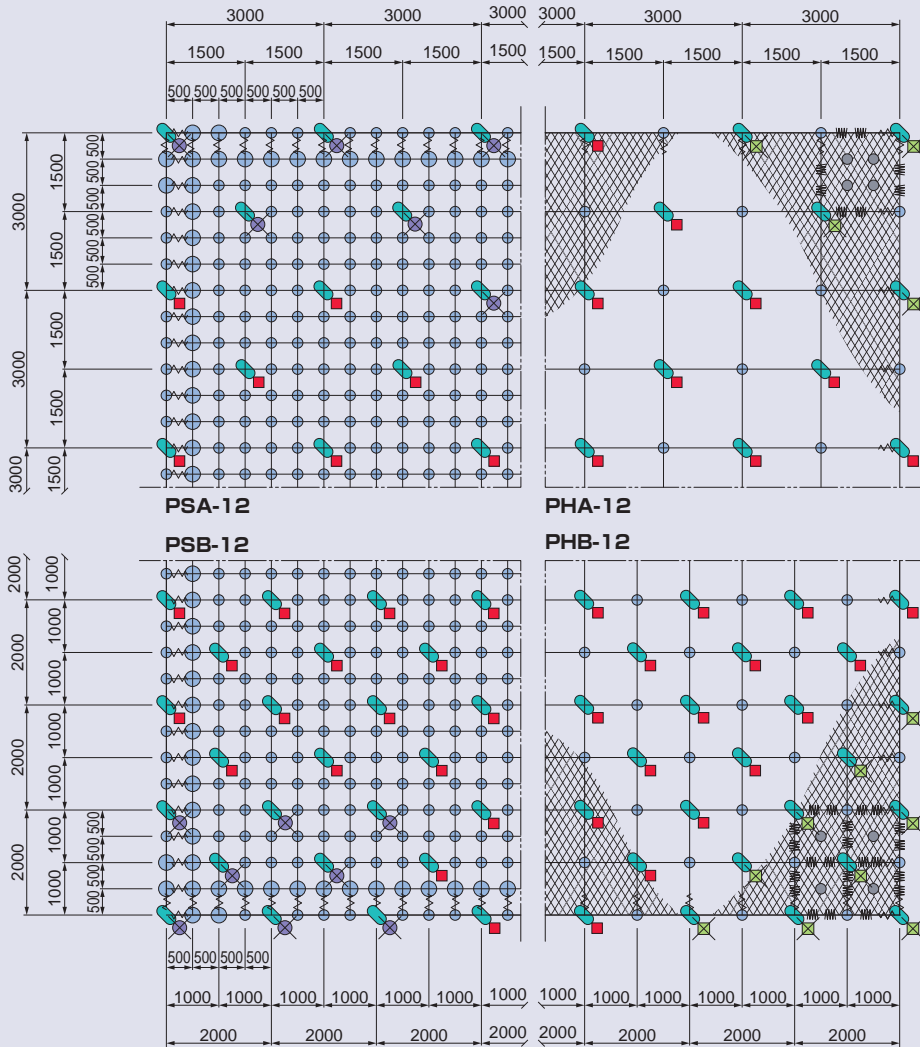 3000 3000 3000 3000 3000 3000
1500 1500 1500 1500 1500 1500 1500 1500 1500 1500
500 500 500 500 500 500
3000 1500 500 500
1500 500 500 500 500
3000 1500
1500
3000 1500
PSA-12 PHA-12
PSB-12 PHB-12
2000 1000
2000 1000
1000
2000 1000
1000
2000 1000 500 500
1000 500 500
500 500 500 500
1000 1000 1000 1000 1000 1000 1000 1000 1000 1000 1000 1000 1000 1000
2000 2000 2000 2000 2000 2000 2000 2000